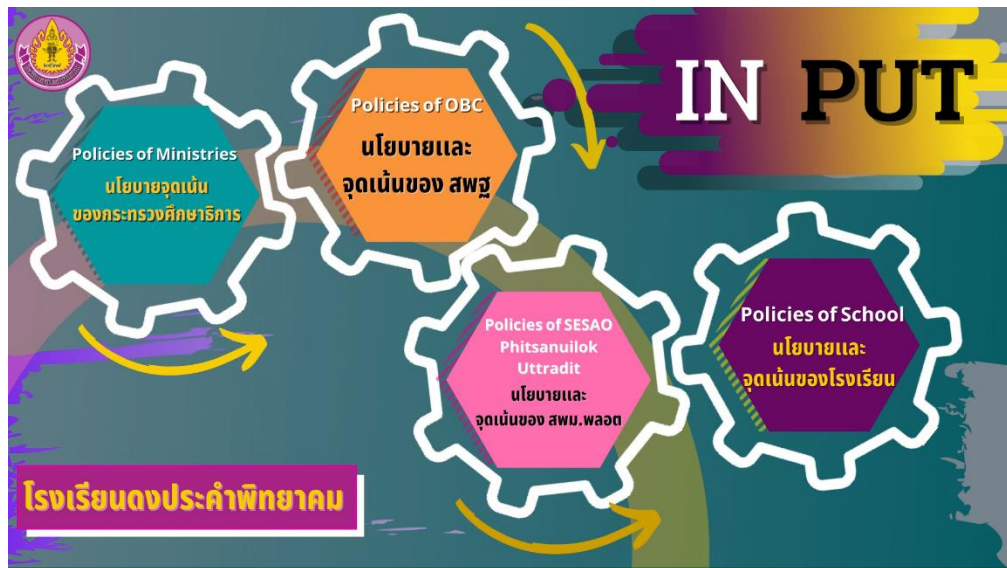 IN PUT
Policies of Ministries
นโยบายจุดเน้น
ของกระทรวงศึกษาธิการ
Policies of OBC
นโยบายและ
จุดเน้นของ สพฐ
Policies of SESAO
Phitsanuilok
Uttradit
นโยบายและ
จุดเน้นของ สพม.พลอต
Policies of School
นโยบายและ
จุดเน้นของโรงเรียน
โรงเรียนดงประคำพิทยาคม